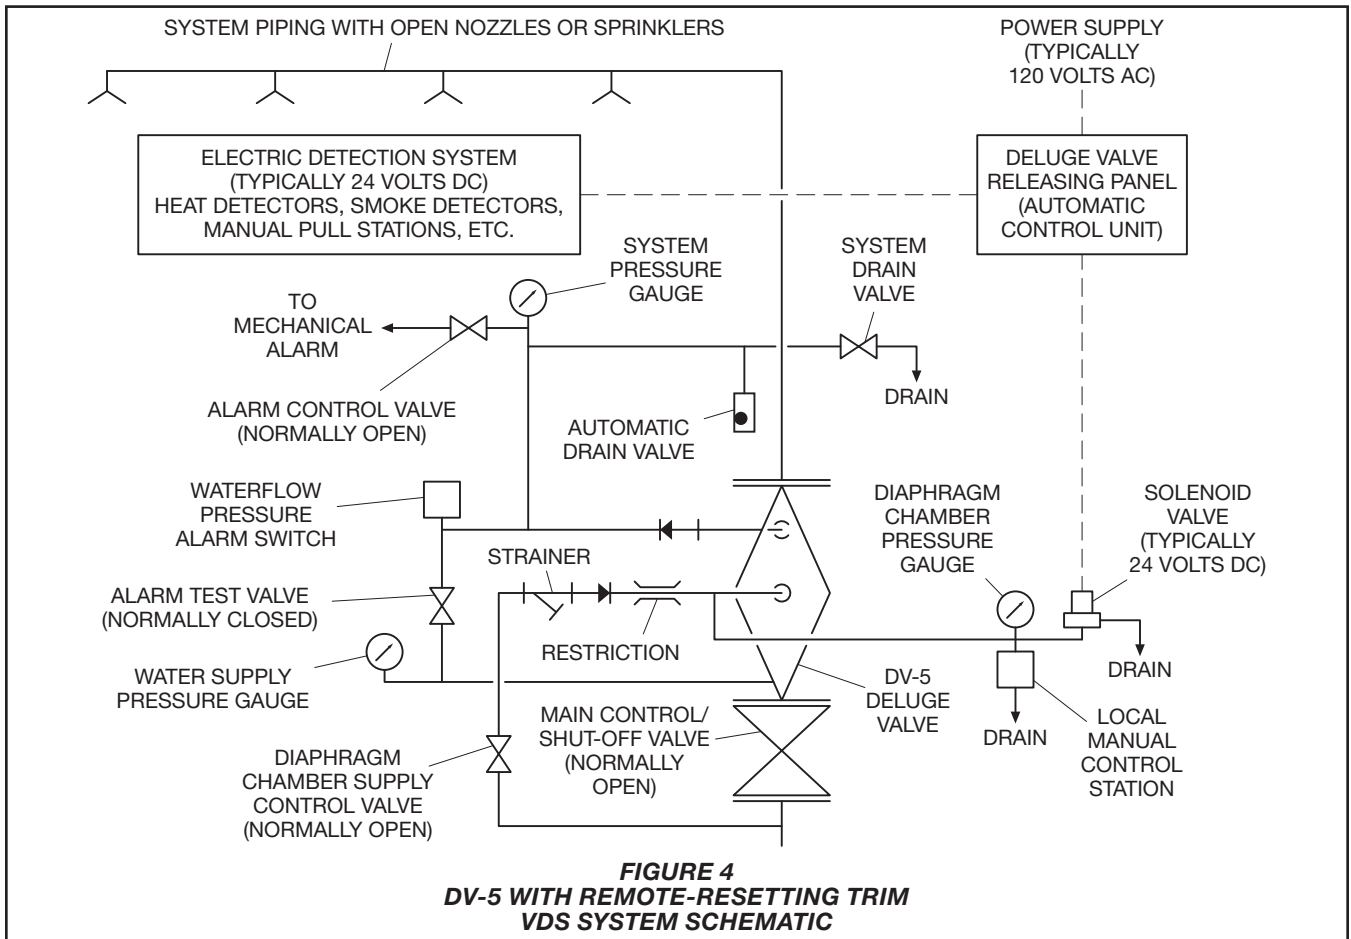 SYSTEM PIPING WITH OPEN NOZZLES OR SPRINKLERS
POWER SUPPLY
(TYPICALLY
120 VOLTS AC)
ELECTRIC DETECTION SYSTEM
(TYPICALLY 24 VOLTS DC)
HEAT DETECTORS, SMOKE DETECTORS,
MANUAL PULL STATIONS, ETC.
DELUGE VALVE
RELEASING PANEL
(AUTOMATIC
CONTROL UNIT)
SYSTEM
PRESSURE
GAUGE
SYSTEM
DRAIN
VALVE
TO
MECHANICAL
ALARM
DRAIN
ALARM CONTROL VALVE
(NORMALLY OPEN)
AUTOMATIC
DRAIN VALVE
WATERFLOW
PRESSURE
ALARM SWITCH
DIAPHRAGM
CHAMBER
PRESSURE
GAUGE
SOLENOID
VALVE
(TYPICALLY
24 VOLTS DC)
STRAINER
ALARM TEST VALVE
(NORMALLY CLOSED)
RESTRICTION
WATER SUPPLY
PRESSURE GAUGE
DV-5
DELUGE
VALVE
DRAIN
DRAIN
LOCAL
MANUAL
CONTROL
STATION
MAIN CONTROL/
SHUT-OFF VALVE
(NORMALLY
OPEN)
DIAPHRAGM
CHAMBER SUPPLY
CONTROL VALVE
(NORMALLY OPEN)
FIGURE 4
DV-5 WITH REMOTE-RESETTING TRIM
VDS SYSTEM SCHEMATIC